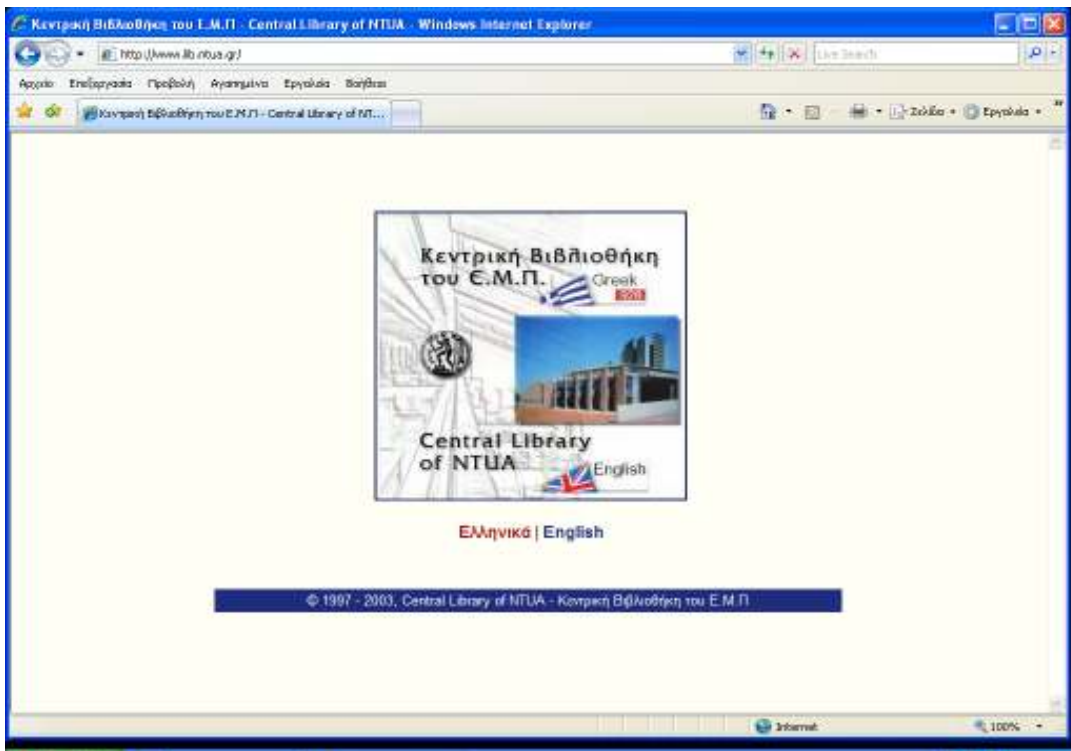 Κεντρική Βιβλιοθήκη του Ε.Μ.Π - Central Library of NTUA - Windows Internet Explorer
http://www.lib.ntua.gr/
Live Search
Αρχείο Επεξεργασία Προβολή Αγαπημένα Εργαλεία Βοήθεια
Κεντρική Βιβλιοθήκη του Ε.Μ.Π - Central Library of NT...
Σελίδα
Εργαλεία
Κεντρική Βιβλιοθήκη
του Ε.Μ.Π.
Greek
Central Library
of NTUA
English
Ελληνικά | English
© 1997 - 2003, Central Library of NTUA - Κεντρική Βιβλιοθήκη του Ε.Μ.Π
Internet
100%